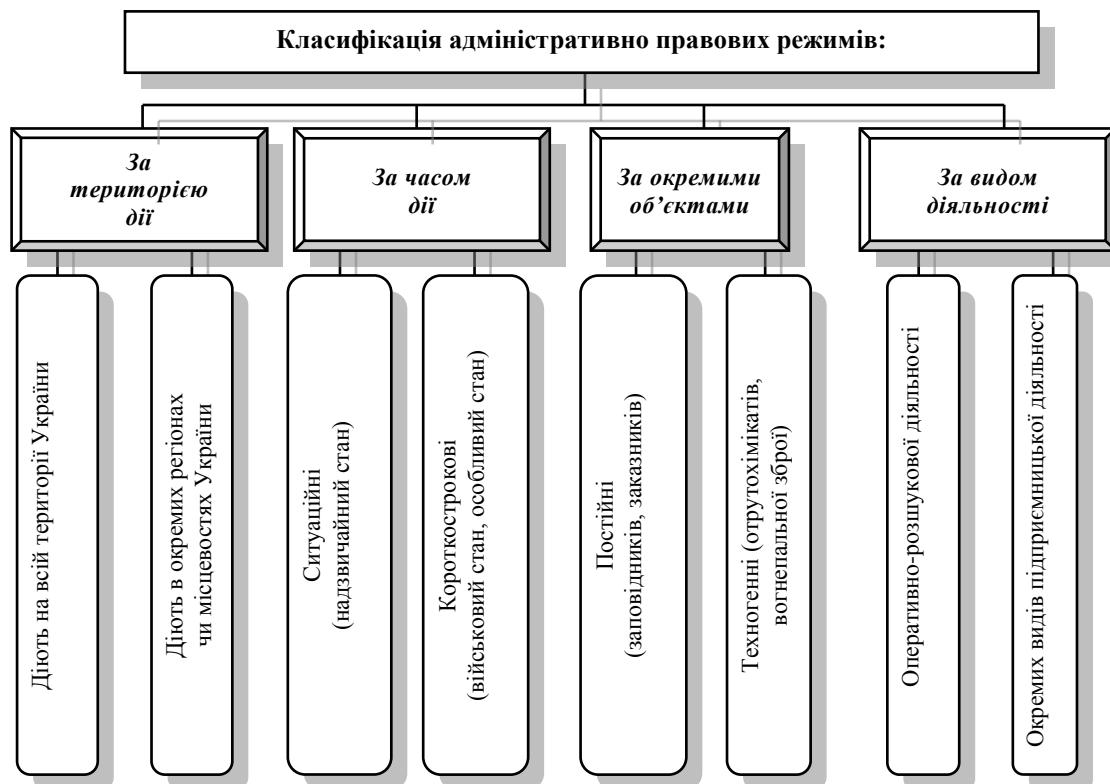 Класифікація адміністративно правових режимів:
За
територією
дії
За часом
дії
За окремими
об’єктами
За видом
діяльності
Діють на всій території України
Діють в окремих регіонах
чи місцевостях України
Ситуаційні
(надзвичайний стан)
Короткострокові
(військовий стан, особливий стан)
Постійні
(заповідників, заказників)
Техногенні (отрутохімікатів,
вогнепальної зброї)
Оперативно-розшукової діяльності
Окремих видів підприємницької діяльності